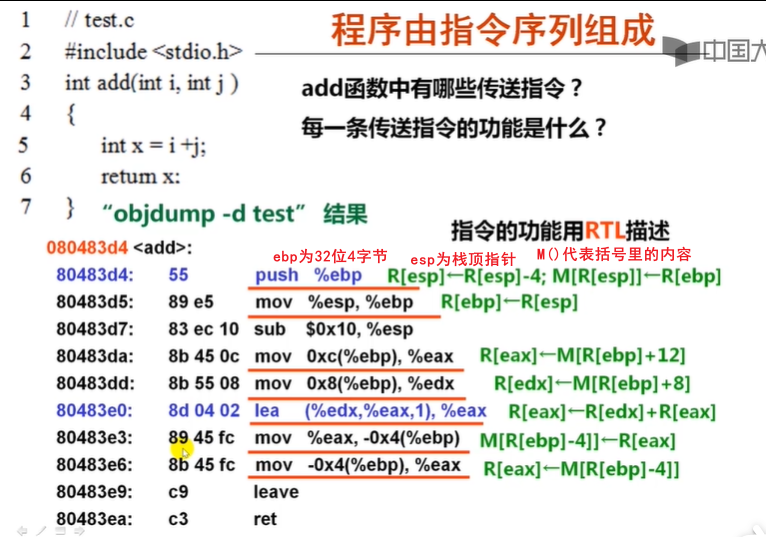 程序由指令序列组成
中国大
1 // test.c
2 #include <stdio.h>
3 int add(int i, int j )
4 {
5 int x = i +j;
6 return x:
7 }
add函数中有哪些传送指令？
每一条传送指令的功能是什么？
“objdump -d test” 结果
指令的功能用RTL描述
080483d4 <add>:
ebp为32位4字节
esp为栈顶指针
M()代表括号里的内容
80483d4: 55 push %ebp R[esp]←R[esp]-4; M[R[esp]]←R[ebp]
80483d5: 89 e5 mov %esp, %ebp R[ebp]←R[esp]
80483d7: 83 ec 10 sub $0x10, %esp
80483da: 8b 45 0c mov 0xc(%ebp), %eax R[eax]←M[R[ebp]+12]
80483dd: 8b 55 08 mov 0x8(%ebp), %edx R[edx]←M[R[ebp]+8]
80483e0: 8d 04 02 lea (%edx,%eax,1), %eax R[eax]←R[edx]+R[eax]
80483e3: 89 45 fc mov %eax, -0x4(%ebp) M[R[ebp]-4]]←R[eax]
80483e6: 8b 45 fc mov -0x4(%ebp), %eax R[eax]←M[R[ebp]-4]]
80483e9: c9 leave
80483ea: c3 ret